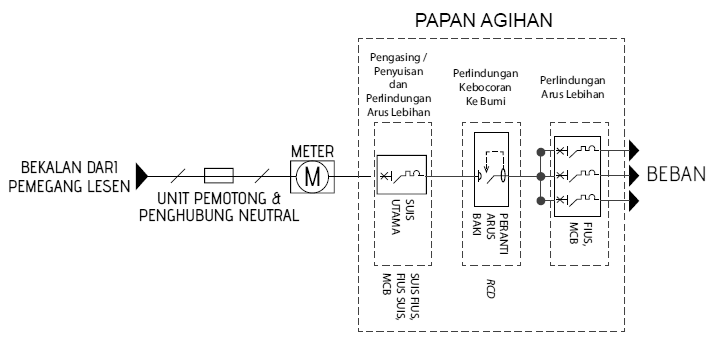 PAPAN AGIHAN
Pengasing /
Penyuisan
dan
Perlindungan
Arus Lebihan
Perlindungan
Kebocoran
Ke Bumi
Perlindungan
Arus Lebihan
BEKALAN DARI
PEMEGANG LESEN
UNIT PEMOTONG &
PENGHUBUNG NEUTRAL
METER
M
SUIS
UTAMA
SUIS FIUS,
FIUS SUIS,
MCB
PERANTI
ARUS
BAKI
RCD
FIUS,
MCB
BEBAN